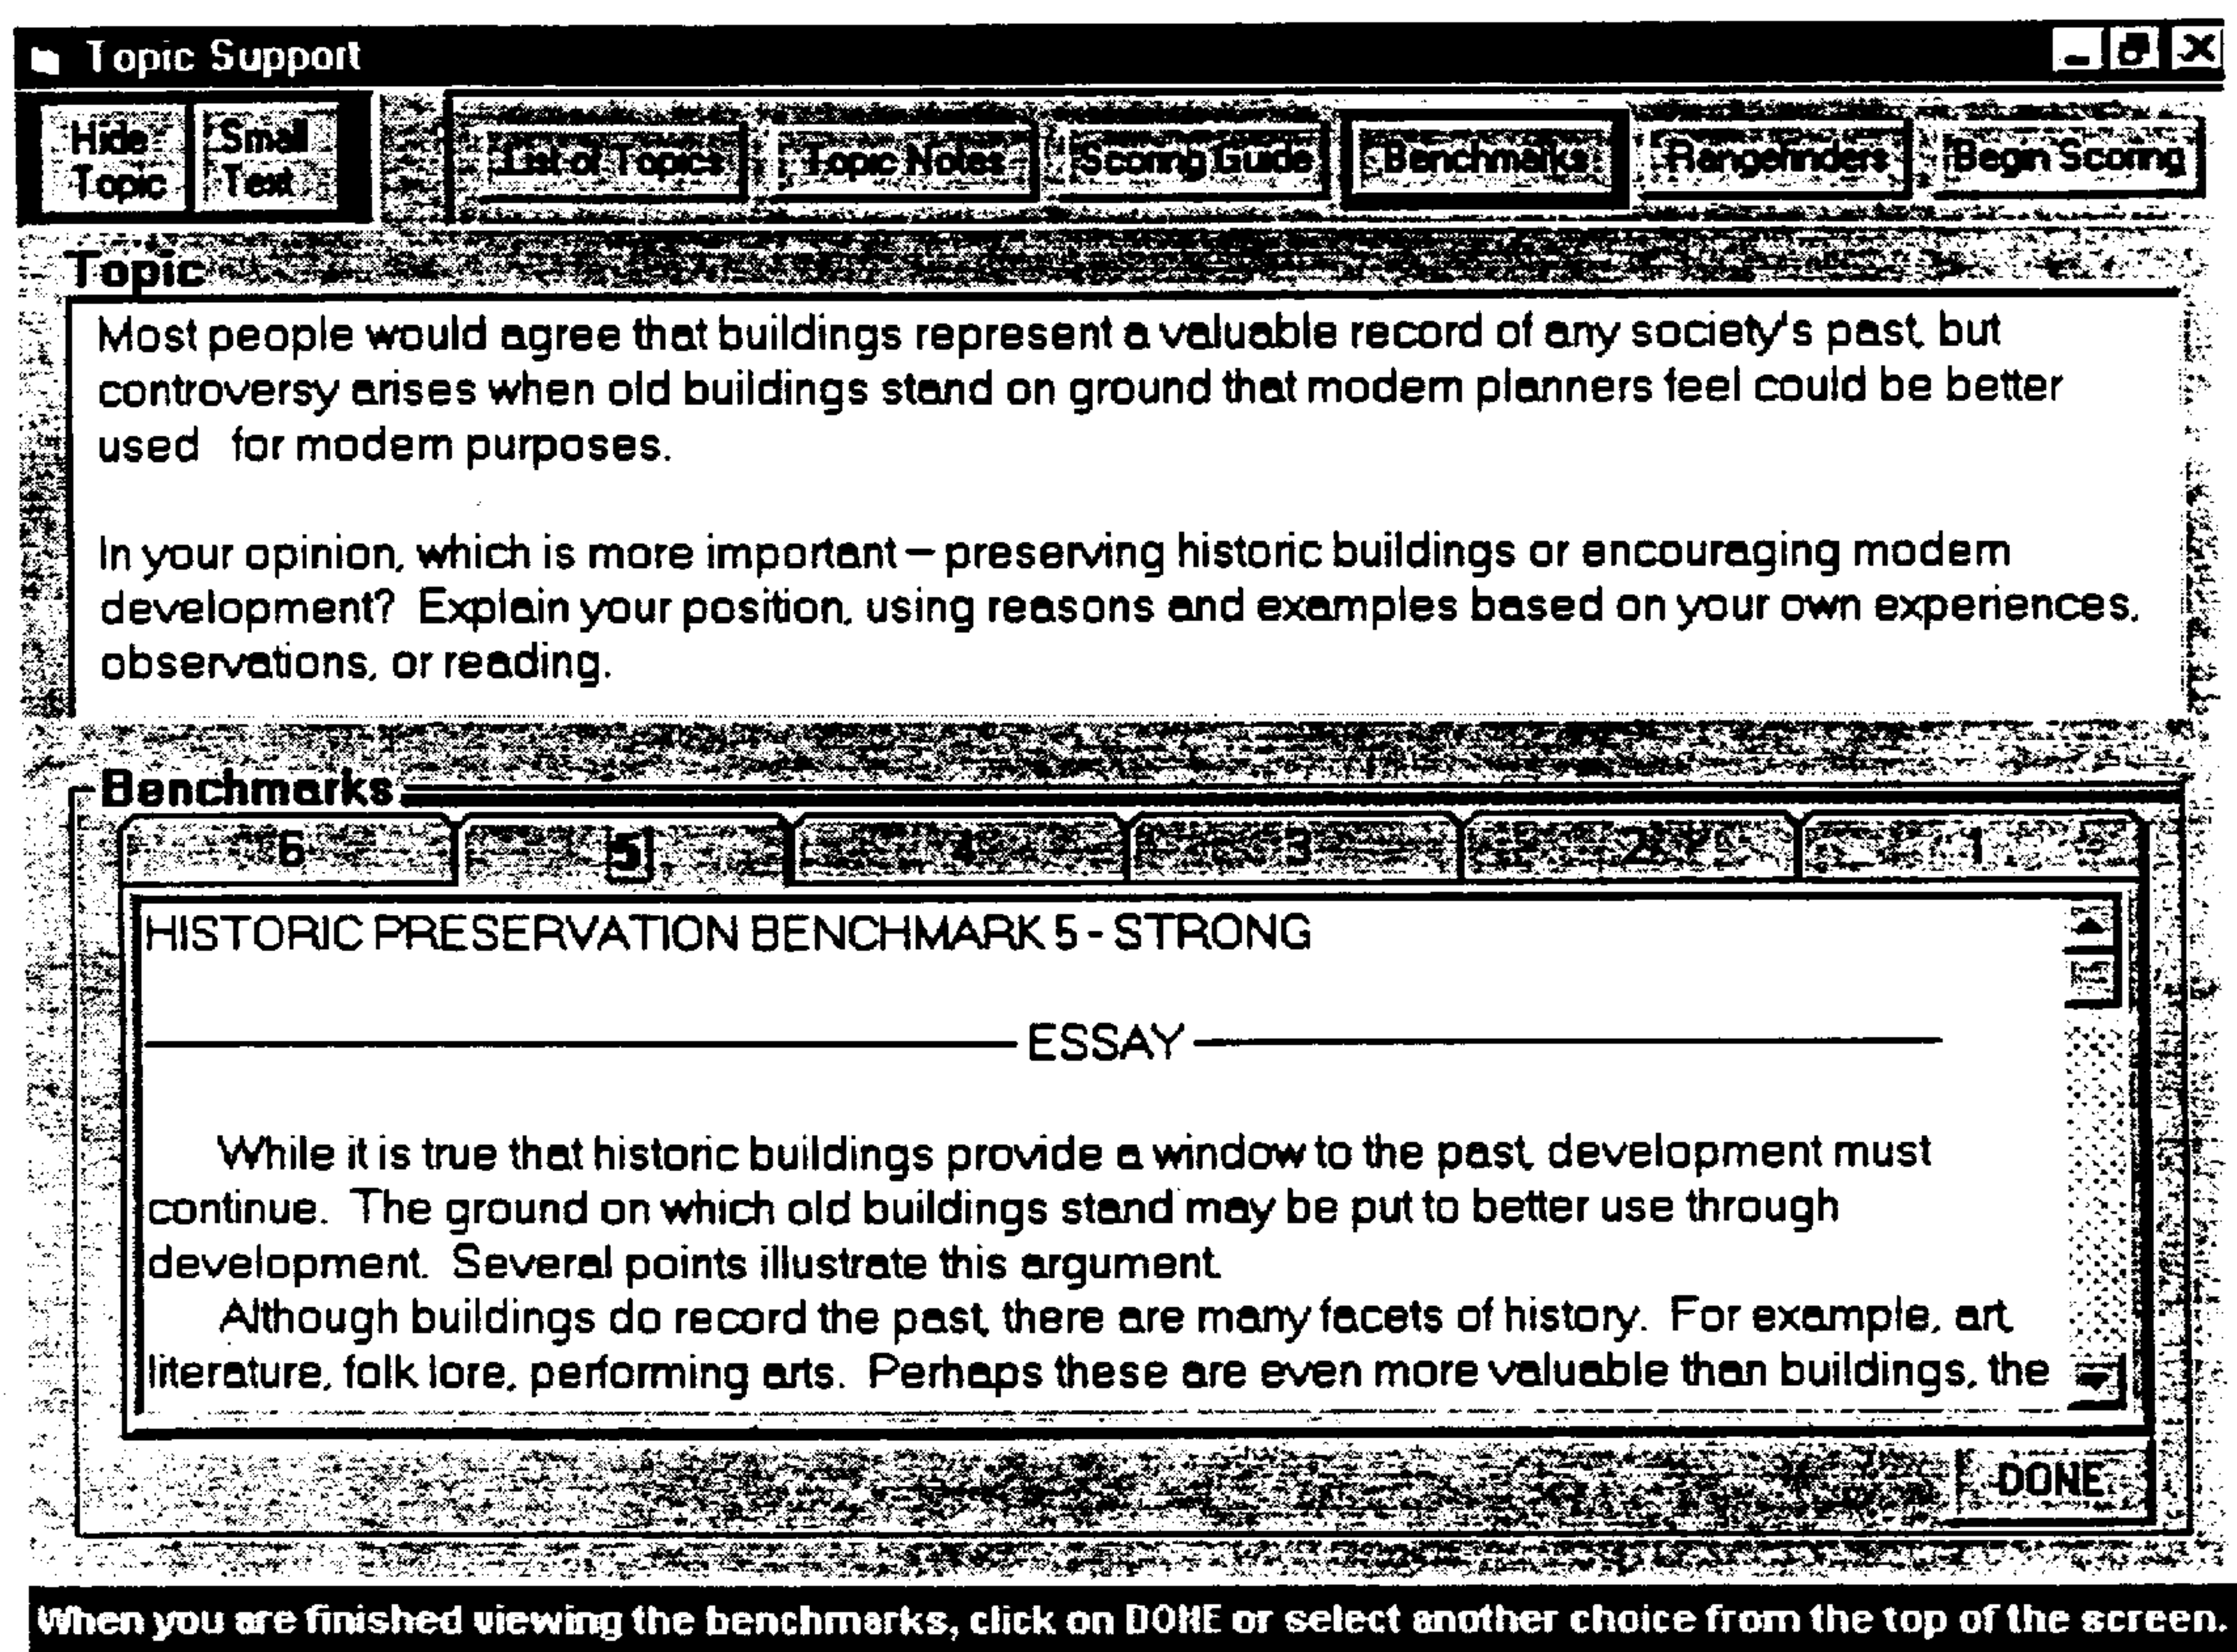 Topic Support
Hide Topic
Small Text
List of Topics
Topic Notes
Scoring Guide
Benchmarks
Rangefinders
Begin Scoring
Topic
Most people would agree that buildings represent a valuable record of any society's past, but
controversy arises when old buildings stand on ground that modern planners feel could be better
used for modern purposes.
In your opinion, which is more important – preserving historic buildings or encouraging modern
development? Explain your position, using reasons and examples based on your own experiences,
observations, or reading.
Benchmarks
6 5 4 3 2 1
HISTORIC PRESERVATION BENCHMARK 5 - STRONG
ESSAY
While it is true that historic buildings provide a window to the past, development must
continue. The ground on which old buildings stand may be put to better use through
development. Several points illustrate this argument.
Although buildings do record the past, there are many facets of history. For example, art,
literature, folk lore, performing arts. Perhaps these are even more valuable than buildings, the
DONE
When you are finished viewing the benchmarks, click on DONE or select another choice from the top of the screen.